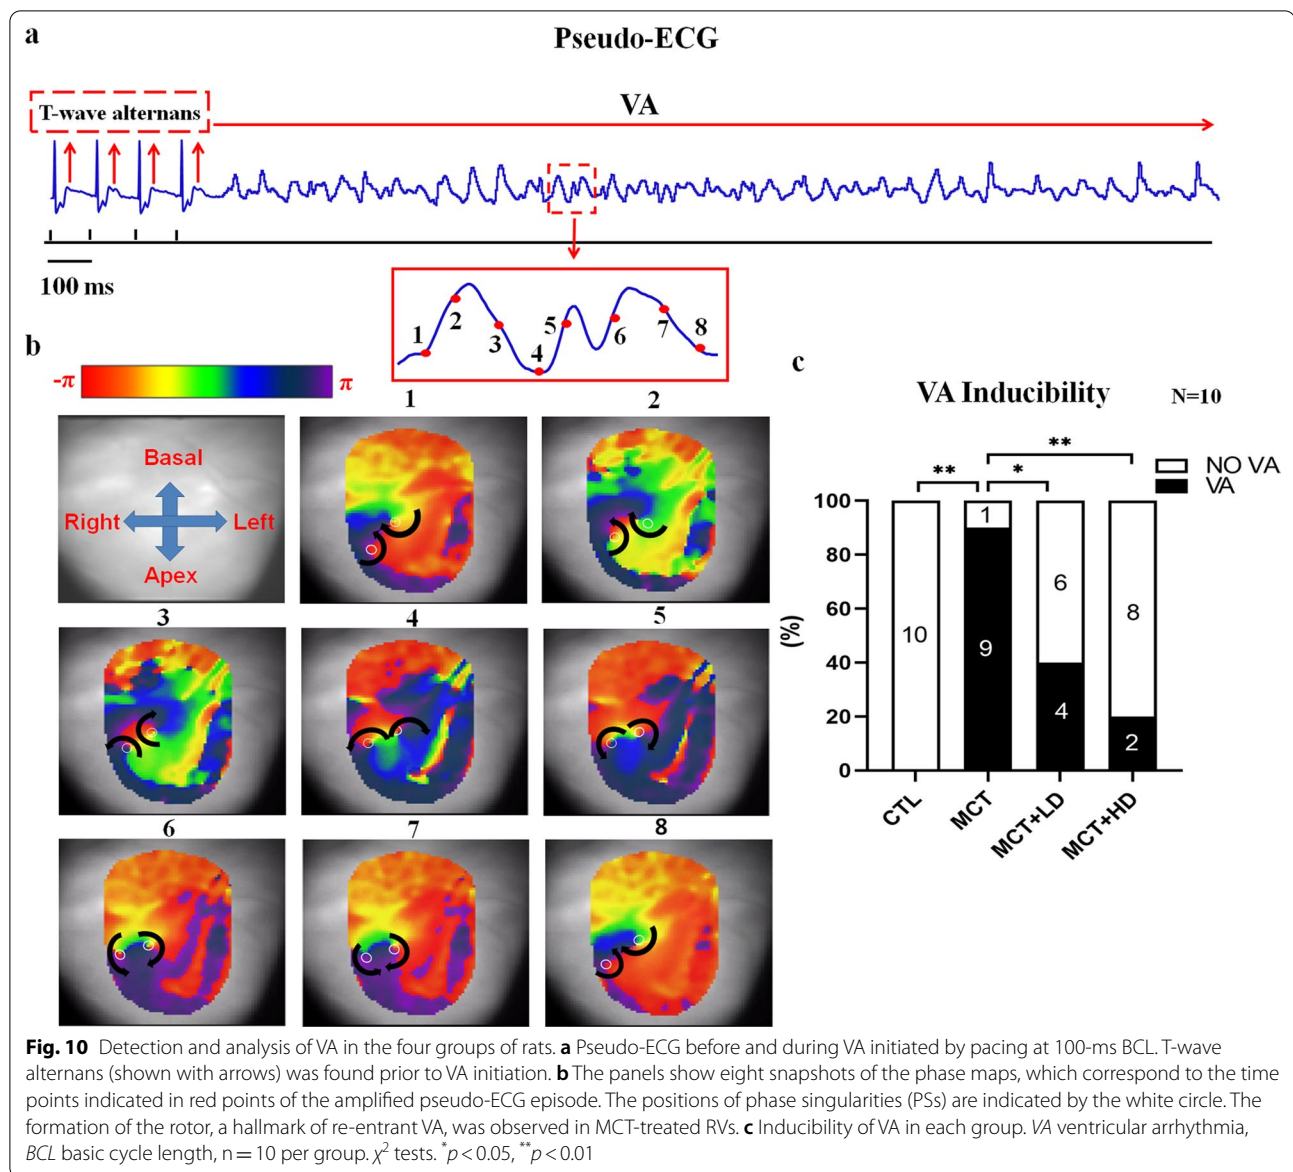 a
Pseudo-ECG
T-wave alternans
VA
100 ms
1
2
3
4
5
6
7
8
b
-π
π
1
2
Basal
Right
Left
Apex
3
4
5
6
7
8
c
VA Inducibility
N=10
**
**
*
NO VA
VA
100
80
60
40
20
0
(%)
10
1
9
6
4
8
2
CTL
MCT
MCT+LD
MCT+HD
Fig. 10 Detection and analysis of VA in the four groups of rats. a Pseudo-ECG before and during VA initiated by pacing at 100-ms BCL. T-wave
alternans (shown with arrows) was found prior to VA initiation. b The panels show eight snapshots of the phase maps, which correspond to the time
points indicated in red points of the amplified pseudo-ECG episode. The positions of phase singularities (PSs) are indicated by the white circle. The
formation of the rotor, a hallmark of re-entrant VA, was observed in MCT-treated RVs. c Inducibility of VA in each group. VA ventricular arrhythmia,
BCL basic cycle length, n = 10 per group. χ² tests. *p < 0.05, **p < 0.01